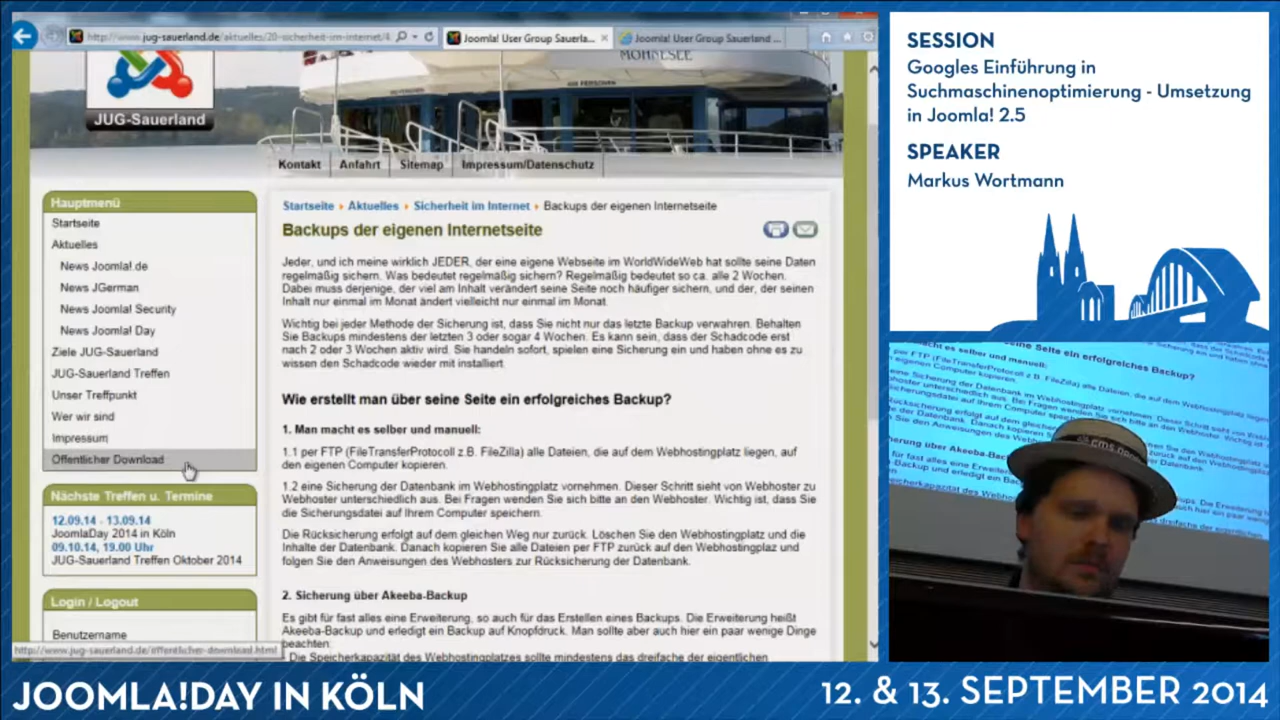 http://www.jug-sauerland.de/aktuelles/20-sicherheit-im-internet/4
Joomla! User Group Sauerla...
Joomla! User Group Sauerland ...
MÖHNESEE
JUG-Sauerland
Kontakt
Anfahrt
Sitemap
Impressum/Datenschutz
Hauptmenü
Startseite
Aktuelles
News Joomla!.de
News JGerman
News Joomla! Security
News Joomla! Day
Ziele JUG-Sauerland
JUG-Sauerland Treffen
Unser Treffpunkt
Wer wir sind
Impressum
Öffentlicher Download
Nächste Treffen u. Termine
12.09.14 - 13.09.14
JoomlaDay 2014 in Köln
09.10.14, 19.00 Uhr
JUG-Sauerland Treffen Oktober 2014
Login / Logout
Benutzername
http://www.jug-sauerland.de/öffentlicher-download.html
Startseite Aktuelles Sicherheit im Internet Backups der eigenen Internetseite
Backups der eigenen Internetseite
Jeder, und ich meine wirklich JEDER, der eine eigene Webseite im WorldWideWeb hat sollte seine Daten
regelmäßig sichern. Was bedeutet regelmäßig sichern? Regelmäßig bedeutet so ca. alle 2 Wochen.
Dabei muss derjenige, der viel am Inhalt verändert seine Seite noch häufiger sichern, und der, der seinen
Inhalt nur einmal im Monat ändert vielleicht nur einmal im Monat.
Wichtig bei jeder Methode der Sicherung ist, dass Sie nicht nur das letzte Backup verwahren. Behalten
Sie Backups mindestens der letzten 3 oder sogar 4 Wochen. Es kann sein, dass der Schadcode erst
nach 2 oder 3 Wochen aktiv wird. Sie handeln sofort, spielen eine Sicherung ein und haben ohne es zu
wissen den Schadcode wieder mit installiert.
Wie erstellt man über seine Seite ein erfolgreiches Backup?
1. Man macht es selber und manuell:
1.1 per FTP (FileTransferProtocoll z.B. FileZilla) alle Dateien, die auf dem Webhostingplatz liegen, auf
den eigenen Computer kopieren.
1.2 eine Sicherung der Datenbank im Webhostingplatz vornehmen. Dieser Schritt sieht von Webhoster zu
Webhoster unterschiedlich aus. Bei Fragen wenden Sie sich bitte an den Webhoster. Wichtig ist, dass Sie
die Sicherungsdatei auf Ihrem Computer speichern.
Die Rücksicherung erfolgt auf dem gleichen Weg nur zurück. Löschen Sie den Webhostingplatz und die
Inhalte der Datenbank. Danach kopieren Sie alle Dateien per FTP zurück auf den Webhostingplaz und
folgen Sie den Anweisungen des Webhosters zur Rücksicherung der Datenbank.
2. Sicherung über Akeeba-Backup
Es gibt für fast alles eine Erweiterung, so auch für das Erstellen eines Backups. Die Erweiterung heißt
Akeeba-Backup und erledigt ein Backup auf Knopfdruck. Man sollte aber auch hier ein paar wenige Dinge
beachten:
- Die Speicherkapazität des Webhostingplatzes sollte mindestens das dreifache der eigentlichen
SESSION
Googles Einführung in
Suchmaschinenoptimierung - Umsetzung
in Joomla! 2.5
SPEAKER
Markus Wortmann
JOOMLA!DAY IN KÖLN
12. & 13. SEPTEMBER 2014